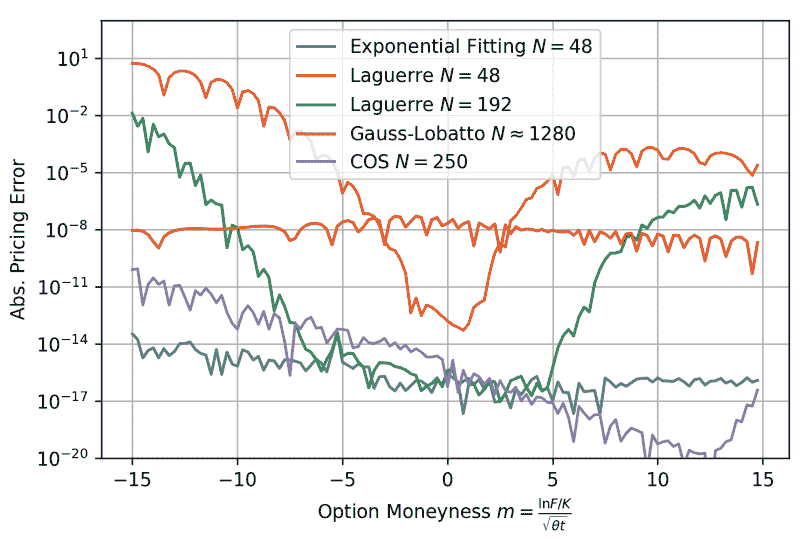 Exponential Fitting N = 48
Laguerre N = 48
Laguerre N = 192
Gauss-Lobatto N ≈ 1280
COS N = 250
Abs. Pricing Error
10¹
10⁻²
10⁻⁵
10⁻⁸
10⁻¹¹
10⁻¹⁴
10⁻¹⁷
10⁻²⁰
−15 −10 −5 0 5 10 15
Option Moneyness m = lnF/K / √θt